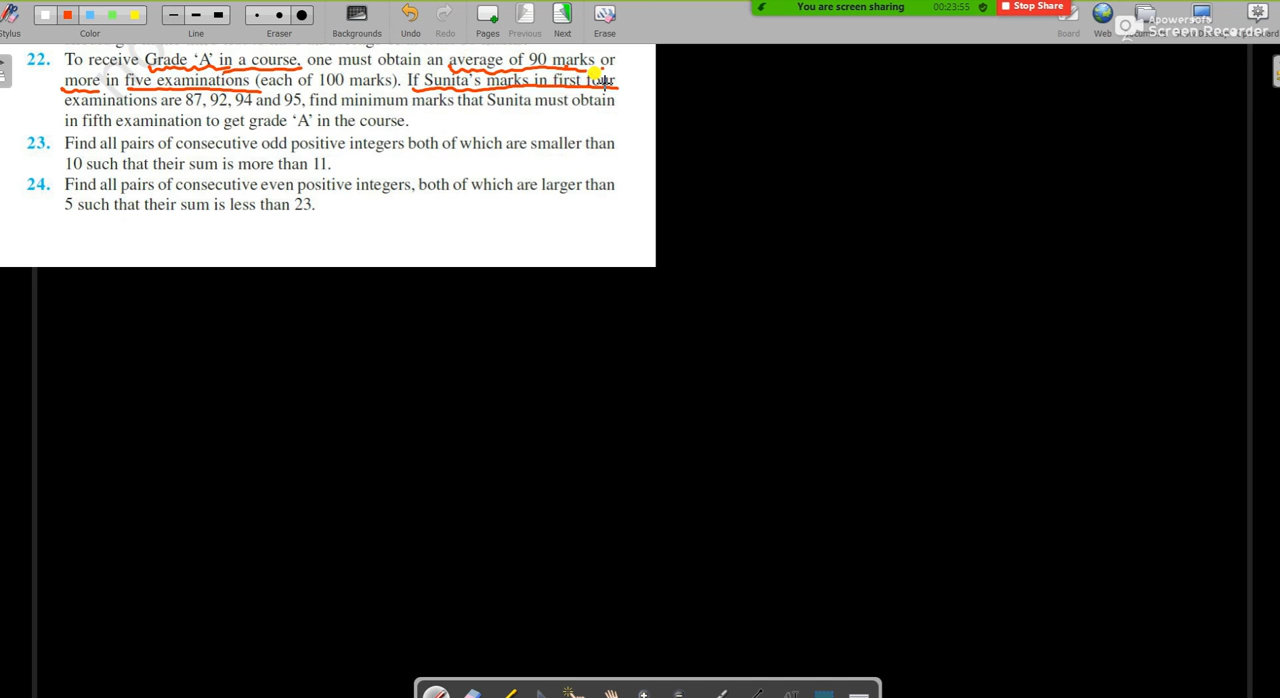 Stylus
Color
Line
Eraser
Backgrounds
Undo
Redo
Pages
Previous
Next
Erase
You are screen sharing
00:23:55
Stop Share
Board
Web
Apowersoft
Screen Recorder
22. To receive Grade ‘A’ in a course, one must obtain an average of 90 marks or
more in five examinations (each of 100 marks). If Sunita’s marks in first four
examinations are 87, 92, 94 and 95, find minimum marks that Sunita must obtain
in fifth examination to get grade ‘A’ in the course.
23. Find all pairs of consecutive odd positive integers both of which are smaller than
10 such that their sum is more than 11.
24. Find all pairs of consecutive even positive integers, both of which are larger than
5 such that their sum is less than 23.